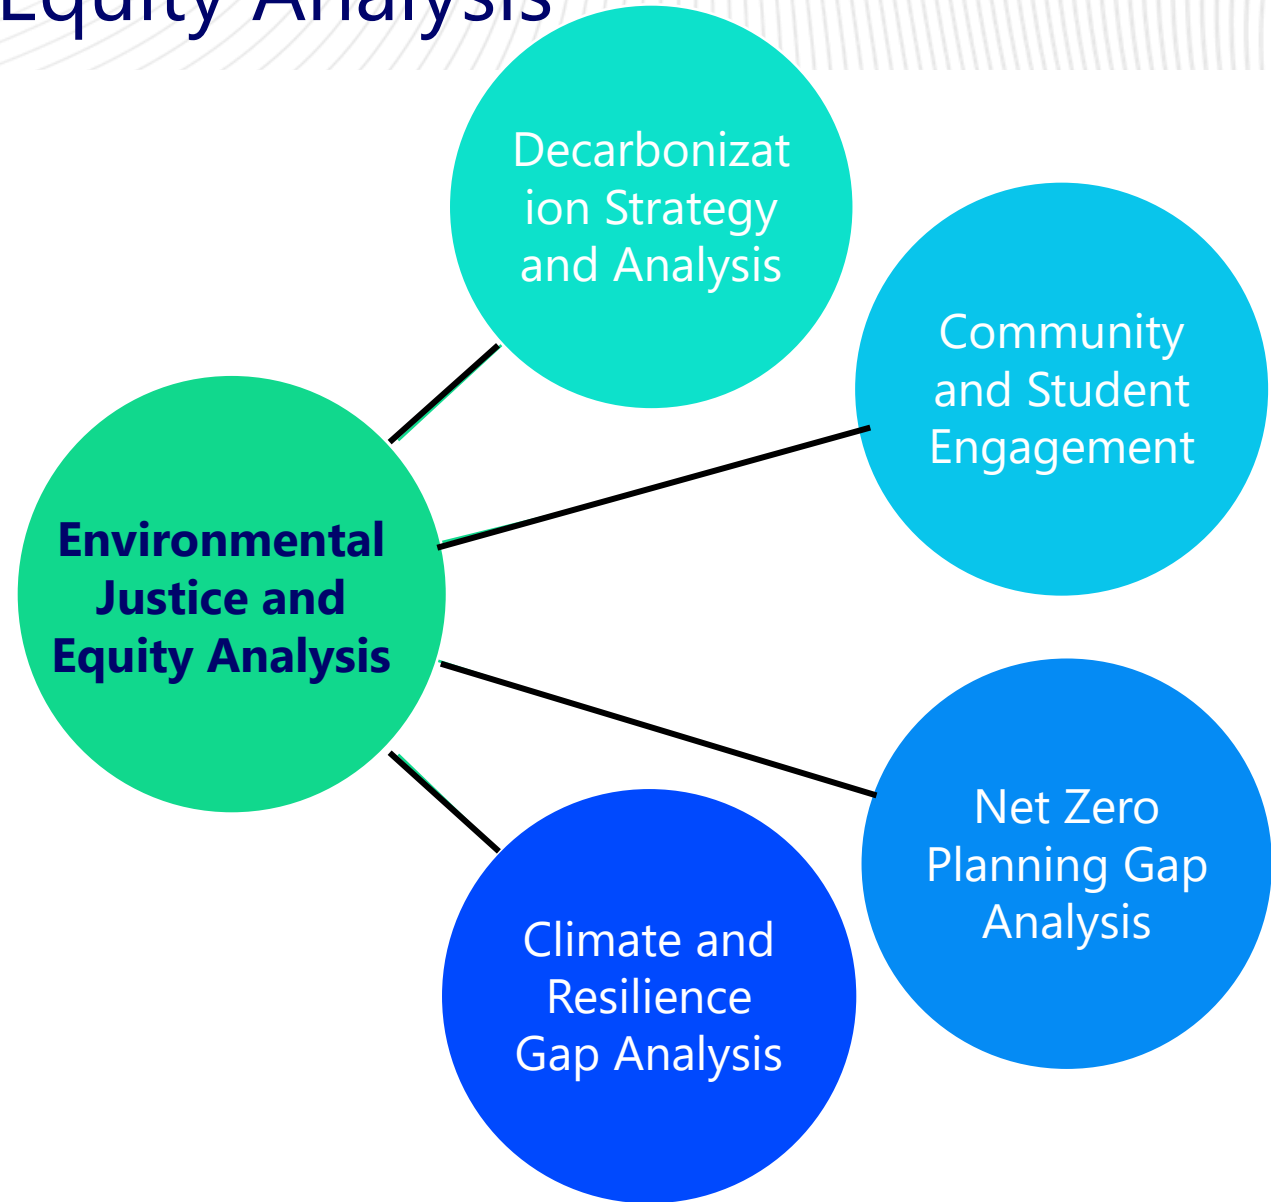 Equity Analysis
Decarbonizat
ion Strategy
and Analysis
Community
and Student
Engagement
Environmental
Justice and
Equity Analysis
Net Zero
Planning Gap
Analysis
Climate and
Resilience
Gap Analysis